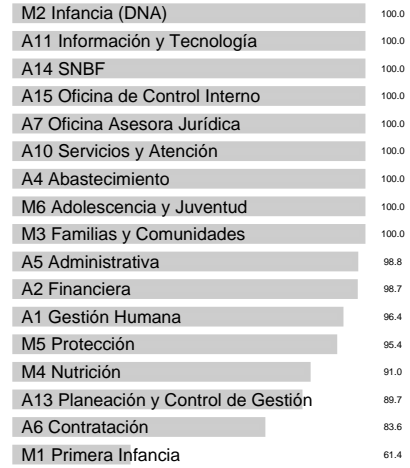 M2 Infancia (DNA) 100.0
A11 Información y Tecnología 100.0
A14 SNBF 100.0
A15 Oficina de Control Interno 100.0
A7 Oficina Asesora Jurídica 100.0
A10 Servicios y Atención 100.0
A4 Abastecimiento 100.0
M6 Adolescencia y Juventud 100.0
M3 Familias y Comunidades 100.0
A5 Administrativa 98.8
A2 Financiera 98.7
A1 Gestión Humana 96.4
M5 Protección 95.4
M4 Nutrición 91.0
A13 Planeación y Control de Gestión 89.7
A6 Contratación 83.6
M1 Primera Infancia 61.4